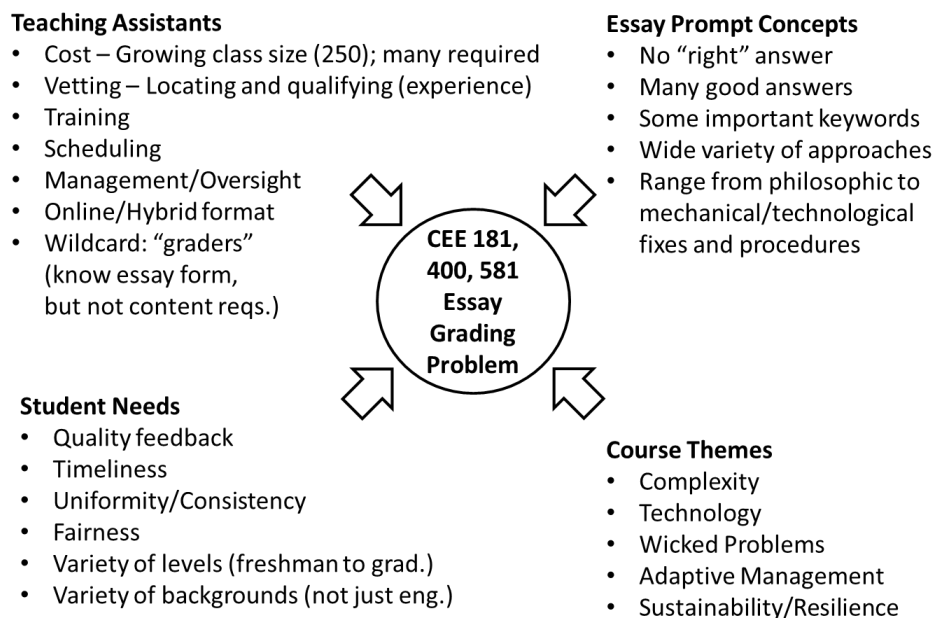 Teaching Assistants
• Cost – Growing class size (250); many required
• Vetting – Locating and qualifying (experience)
• Training
• Scheduling
• Management/Oversight
• Online/Hybrid format
• Wildcard: “graders”
(know essay form,
but not content reqs.)
Essay Prompt Concepts
• No “right” answer
• Many good answers
• Some important keywords
• Wide variety of approaches
• Range from philosophic to
mechanical/technological
fixes and procedures
CEE 181,
400, 581
Essay
Grading
Problem
Student Needs
• Quality feedback
• Timeliness
• Uniformity/Consistency
• Fairness
• Variety of levels (freshman to grad.)
• Variety of backgrounds (not just eng.)
Course Themes
• Complexity
• Technology
• Wicked Problems
• Adaptive Management
• Sustainability/Resilience